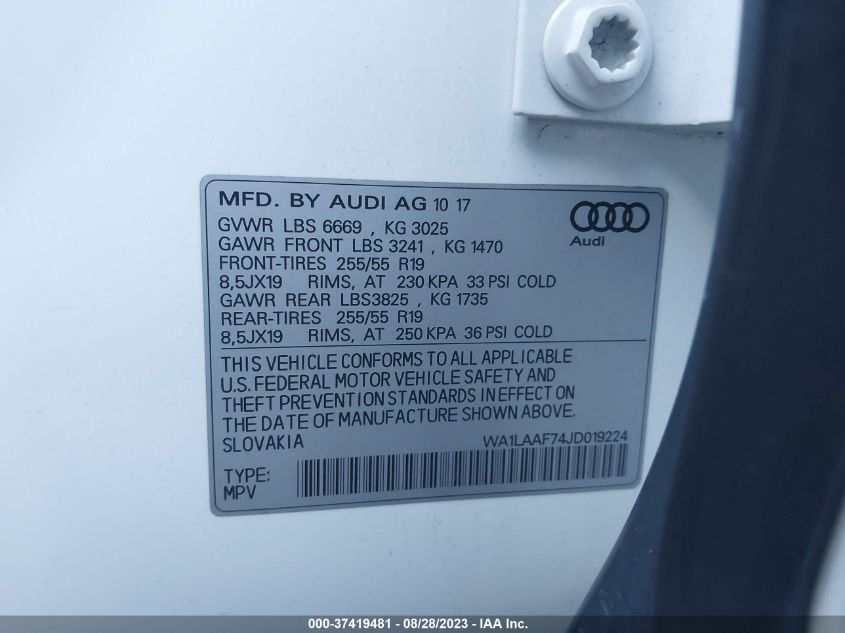 MFD. BY AUDI AG 10 17
GVWR LBS 6669 , KG 3025
GAWR FRONT LBS 3241 , KG 1470
FRONT-TIRES 255/55 R19
8,5JX19 RIMS, AT 230 KPA 33 PSI COLD
GAWR REAR LBS3825 , KG 1735
REAR-TIRES 255/55 R19
8,5JX19 RIMS, AT 250 KPA 36 PSI COLD
Audi
THIS VEHICLE CONFORMS TO ALL APPLICABLE
U.S. FEDERAL MOTOR VEHICLE SAFETY AND
THEFT PREVENTION STANDARDS IN EFFECT ON
THE DATE OF MANUFACTURE SHOWN ABOVE.
SLOVAKIA WA1LAAF74JD019224
TYPE:
MPV
000-37419481 - 08/28/2023 - IAA Inc.